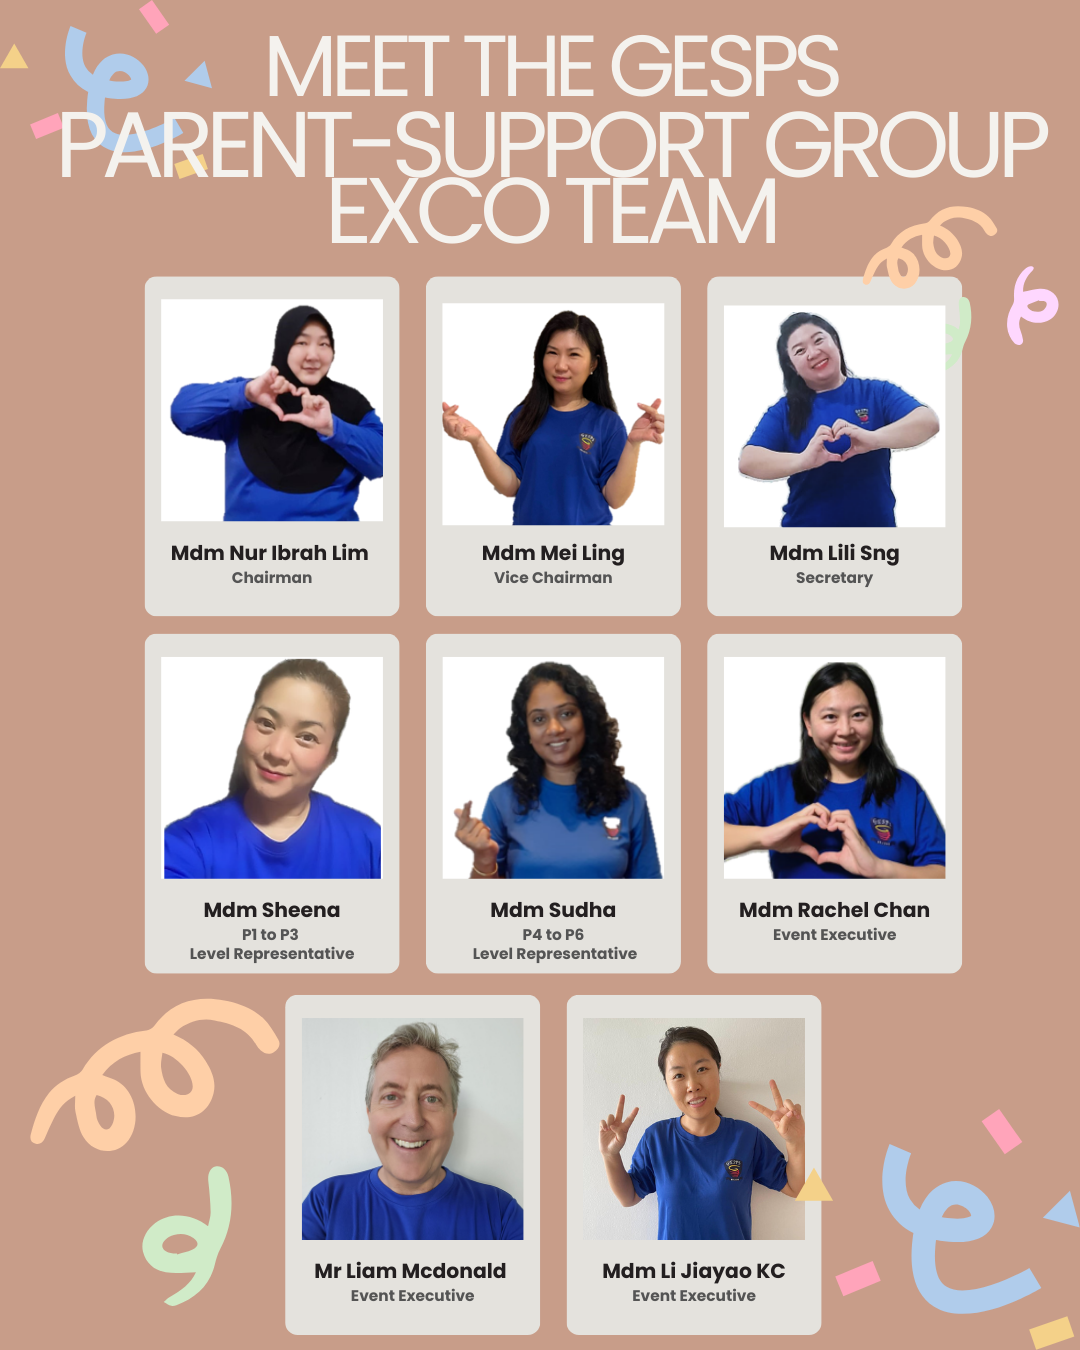 MEET THE GESPS
PARENT-SUPPORT GROUP
EXCO TEAM
Mdm Nur Ibrah Lim
Chairman
Mdm Mei Ling
Vice Chairman
Mdm Lili Sng
Secretary
Mdm Sheena
P1 to P3
Level Representative
Mdm Sudha
P4 to P6
Level Representative
Mdm Rachel Chan
Event Executive
Mr Liam Mcdonald
Event Executive
Mdm Li Jiayao KC
Event Executive